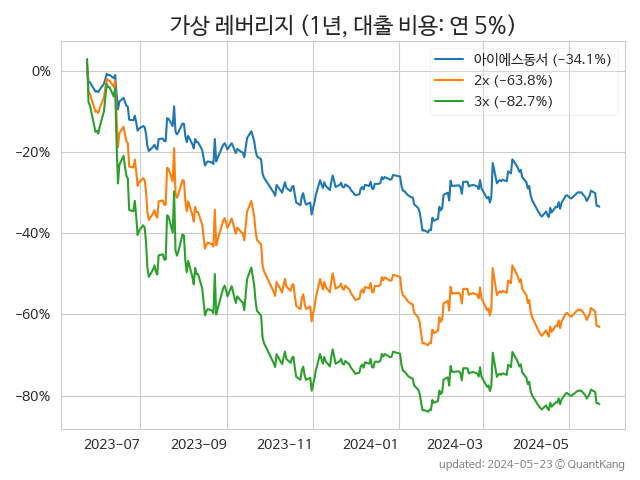 가상 레버리지 (1년, 대출 비용: 연 5%)
아이에스동서 (−34.1%)
2x (−63.8%)
3x (−82.7%)
0%
−20%
−40%
−60%
−80%
2023−07 2023−09 2023−11 2024−01 2024−03 2024−05
updated: 2024-05-23 © QuantKang